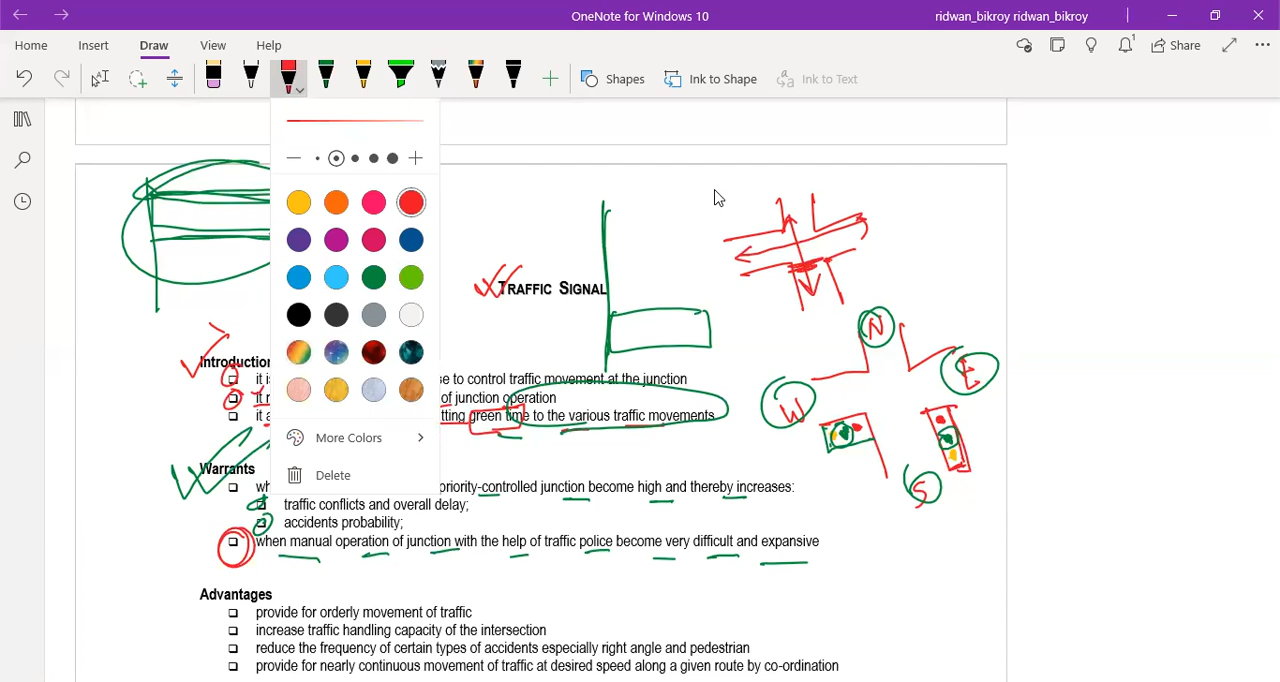 OneNote for Windows 10
ridwan_bikroy ridwan_bikroy
Home Insert Draw View Help
Share
Shapes Ink to Shape Ink to Text
TRAFFIC SIGNAL
N
Introduction
E
it is se to control traffic movement at the junction
it of junction operation
W
it a tting green time to the various traffic movements
More Colors
Warrants
Delete
wh priority-controlled junction become high and thereby increases:
S
traffic conflicts and overall delay;
accidents probability;
when manual operation of junction with the help of traffic police become very difficult and expansive
Advantages
provide for orderly movement of traffic
increase traffic handling capacity of the intersection
reduce the frequency of certain types of accidents especially right angle and pedestrian
provide for nearly continuous movement of traffic at desired speed along a given route by co-ordination